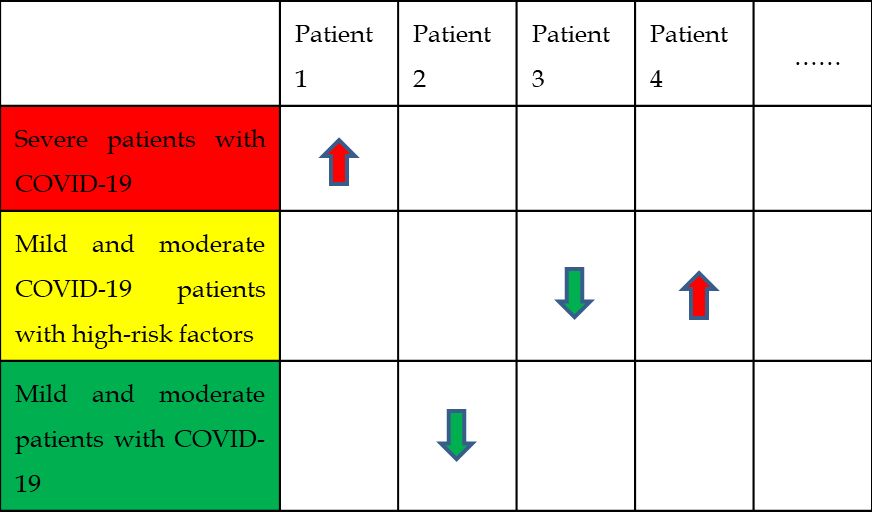 Patient 1
Patient 2
Patient 3
Patient 4
......
Severe patients with
COVID-19
Mild and moderate
COVID-19 patients
with high-risk factors
Mild and moderate
patients with COVID-
19